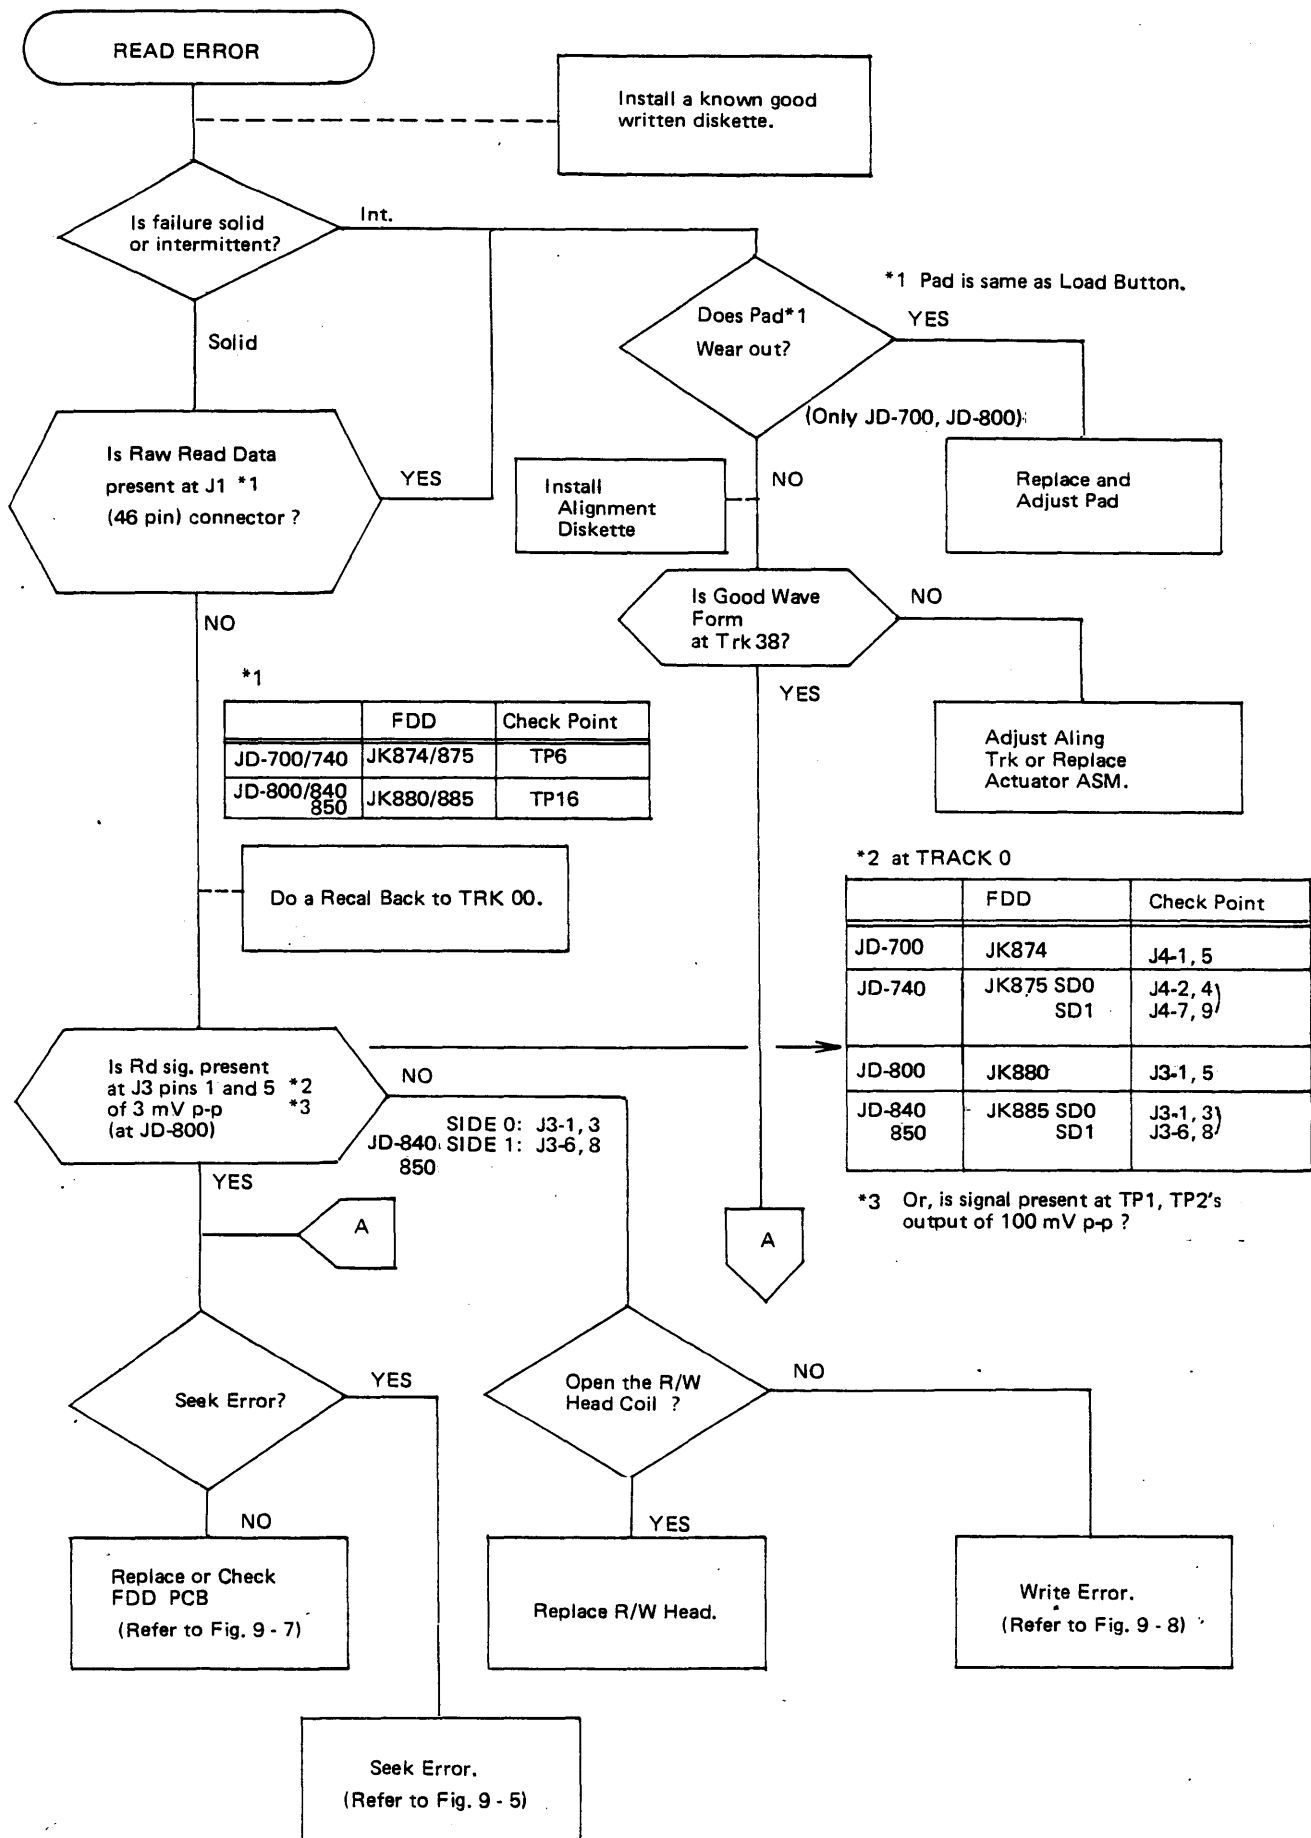 READ ERROR
Install a known good
written diskette.
Is failure solid
or intermittent?
Int.
Solid
*1 Pad is same as Load Button.
Does Pad*1
Wear out?
YES
(Only JD-700, JD-800)
Is Raw Read Data
present at J1 *1
(46 pin) connector ?
YES
Install
Alignment
Diskette
NO
Replace and
Adjust Pad
Is Good Wave
Form
at Trk 38?
NO
NO
YES
*1
FDD Check Point
JD-700/740 JK874/875 TP6
JD-800/840
850 JK880/885 TP16
Adjust Aling
Trk or Replace
Actuator ASM.
Do a Recal Back to TRK 00.
*2 at TRACK 0
FDD Check Point
JD-700 JK874 J4-1, 5
JD-740 JK875 SD0 J4-2, 4)
SD1 J4-7, 9)
JD-800 JK880 J3-1, 5
JD-840 JK885 SD0 J3-1, 3)
850 SD1 J3-6, 8)
*3 Or, is signal present at TP1, TP2's
output of 100 mV p-p ?
Is Rd sig. present
at J3 pins 1 and 5 *2
of 3 mV p-p *3
(at JD-800)
NO
SIDE 0: J3-1, 3
JD-840 SIDE 1: J3-6, 8
850
YES
A
A
Seek Error?
YES
Open the R/W
Head Coil ?
NO
NO
YES
Replace or Check
FDD PCB
(Refer to Fig. 9 - 7)
Replace R/W Head.
Write Error.
(Refer to Fig. 9 - 8)
Seek Error.
(Refer to Fig. 9 - 5)